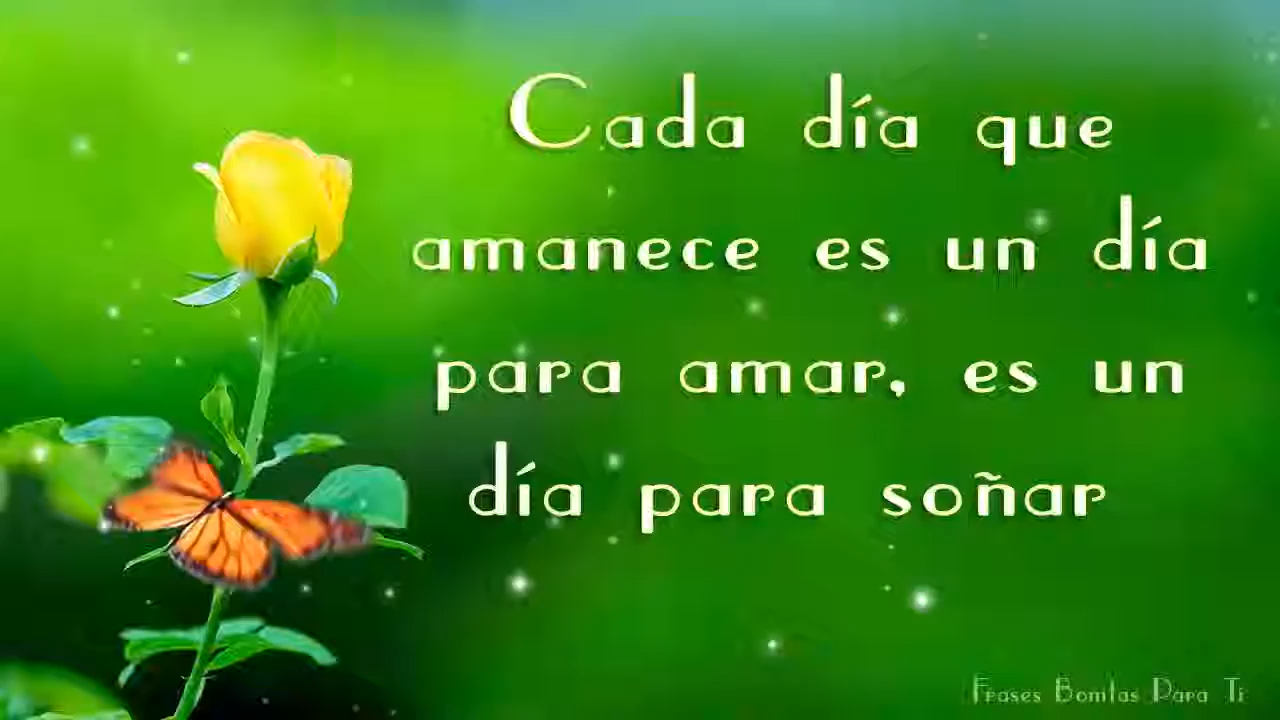 Cada día que
amanece es un día
para amar, es un
día para soñar
Frases Bonitas Para Ti